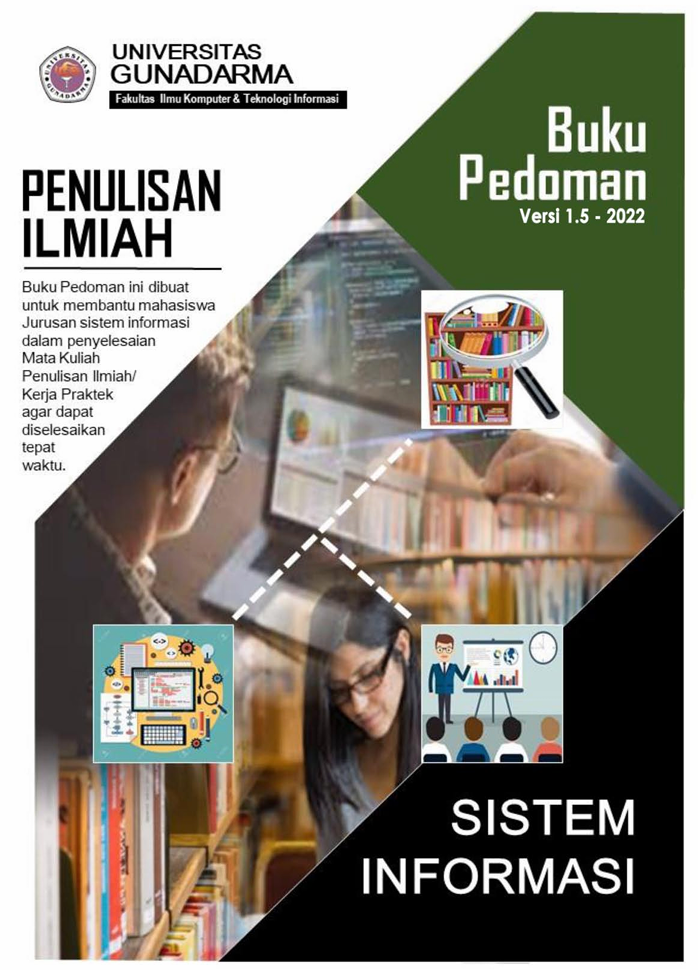 UNIVERSITAS
GUNADARMA
Fakultas Ilmu Komputer & Teknologi Informasi
Buku
Pedoman
Versi 1.5 - 2022
PENULISAN
ILMIAH
Buku Pedoman ini dibuat
untuk membantu mahasiswa
Jurusan sistem informasi
dalam penyelesaian
Mata Kuliah
Penulisan Ilmiah/
Kerja Praktek
agar dapat
diselesaikan
tepat
waktu.
SISTEM
INFORMASI